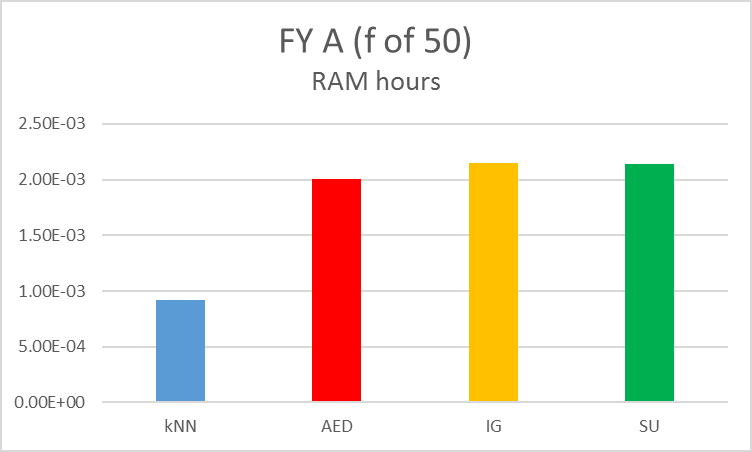 FY A (f of 50)
RAM hours
2.50E-03
2.00E-03
1.50E-03
1.00E-03
5.00E-04
0.00E+00
kNN AED IG SU